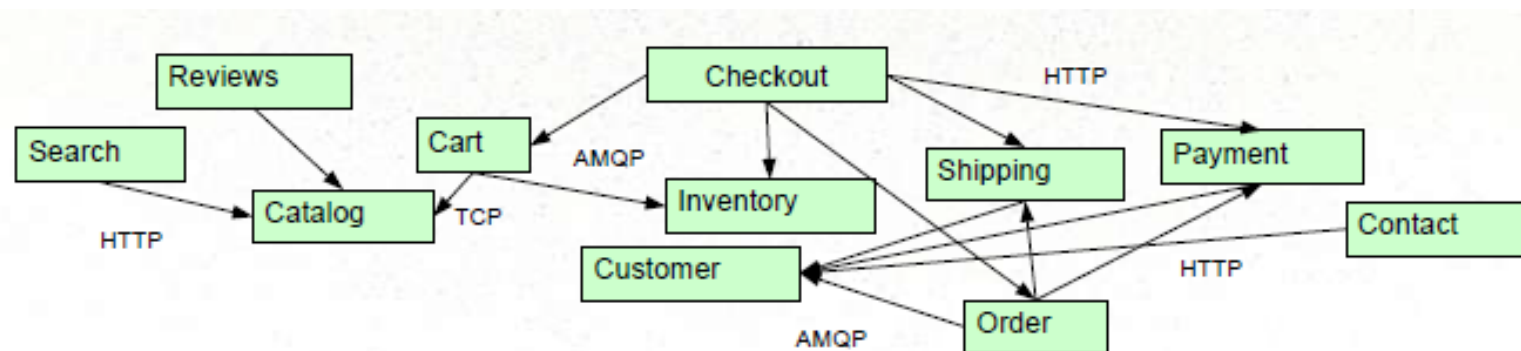 Reviews
Checkout
HTTP
Search
Cart
AMQP
Shipping
Payment
Catalog
TCP
Inventory
HTTP
Contact
Customer
HTTP
Order
AMQP